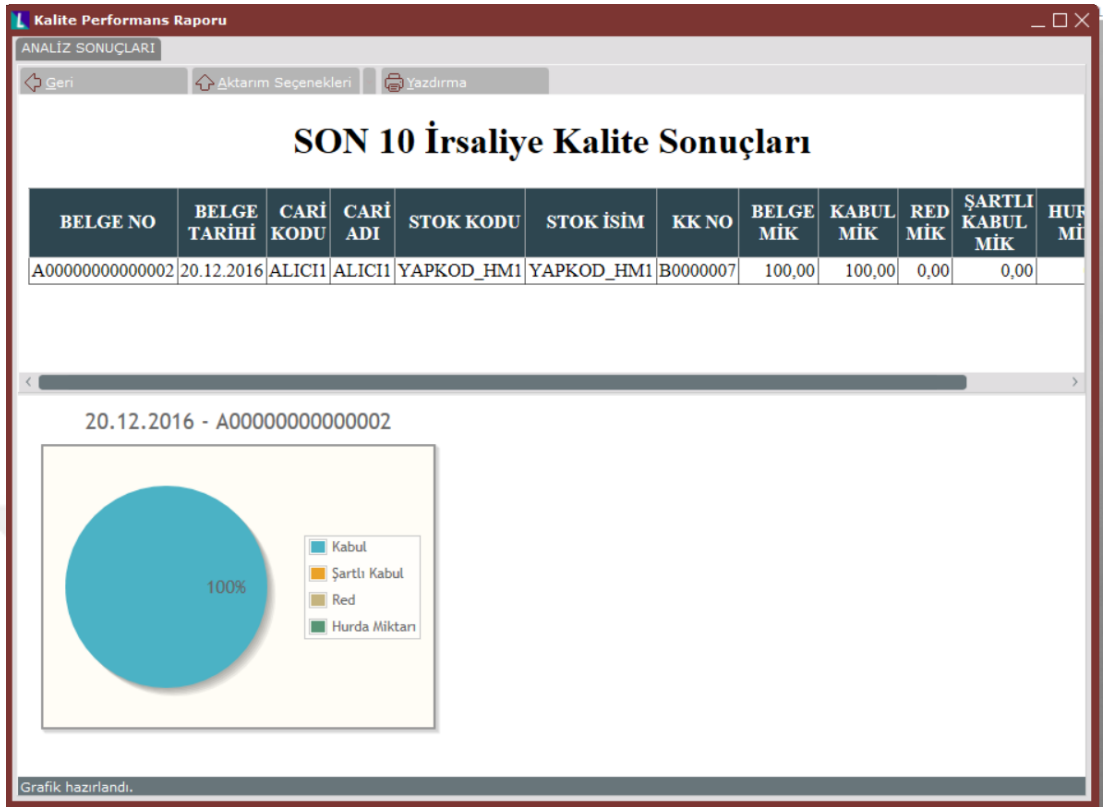 Kalite Performans Raporu
ANALİZ SONUÇLARI
Geri Aktarım Seçenekleri Yazdırma
SON 10 İrsaliye Kalite Sonuçları
BELGE NO BELGE TARİHİ CARİ KODU CARİ ADI STOK KODU STOK İSİM KK NO BELGE MİK KABUL MİK RED MİK ŞARTLI KABUL MİK
A00000000000002 20.12.2016 ALICI1 ALICI1 YAPKOD_HM1 YAPKOD_HM1 B0000007 100,00 100,00 0,00 0,00
20.12.2016 - A00000000000002
100%
Kabul
Şartlı Kabul
Red
Hurda Miktarı
Grafik hazırlandı.